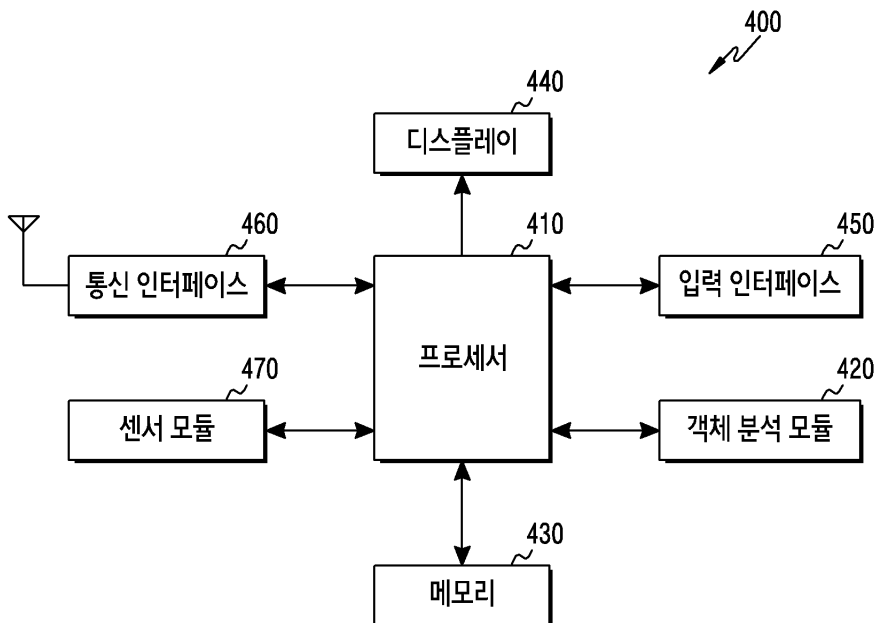 400
440
디스플레이
460
통신 인터페이스
410
프로세서
450
입력 인터페이스
470
센서 모듈
420
객체 분석 모듈
430
메모리